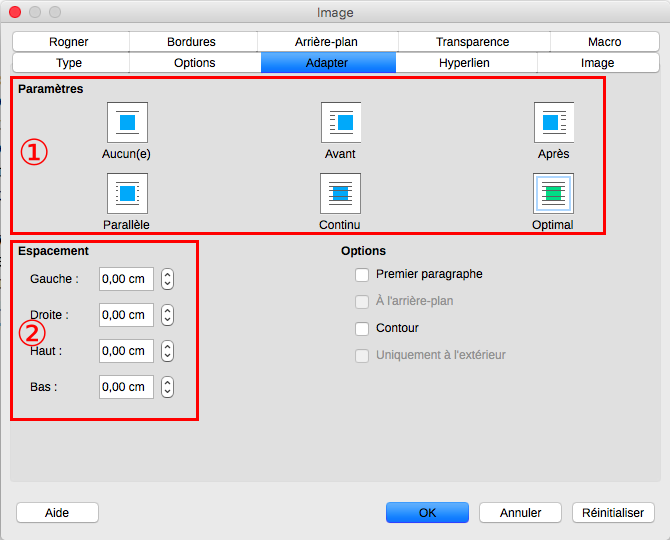 Image
Rogner Bordures Arrière-plan Transparence Macro
Type Options Adapter Hyperlien Image
Paramètres
①
Aucun(e) Avant Après
Parallèle Continu Optimal
Espacement Options
Gauche : 0,00 cm Premier paragraphe
Droite : 0,00 cm À l'arrière-plan
②
Contour
Haut : 0,00 cm Uniquement à l'extérieur
Bas : 0,00 cm
Aide OK Annuler Réinitialiser